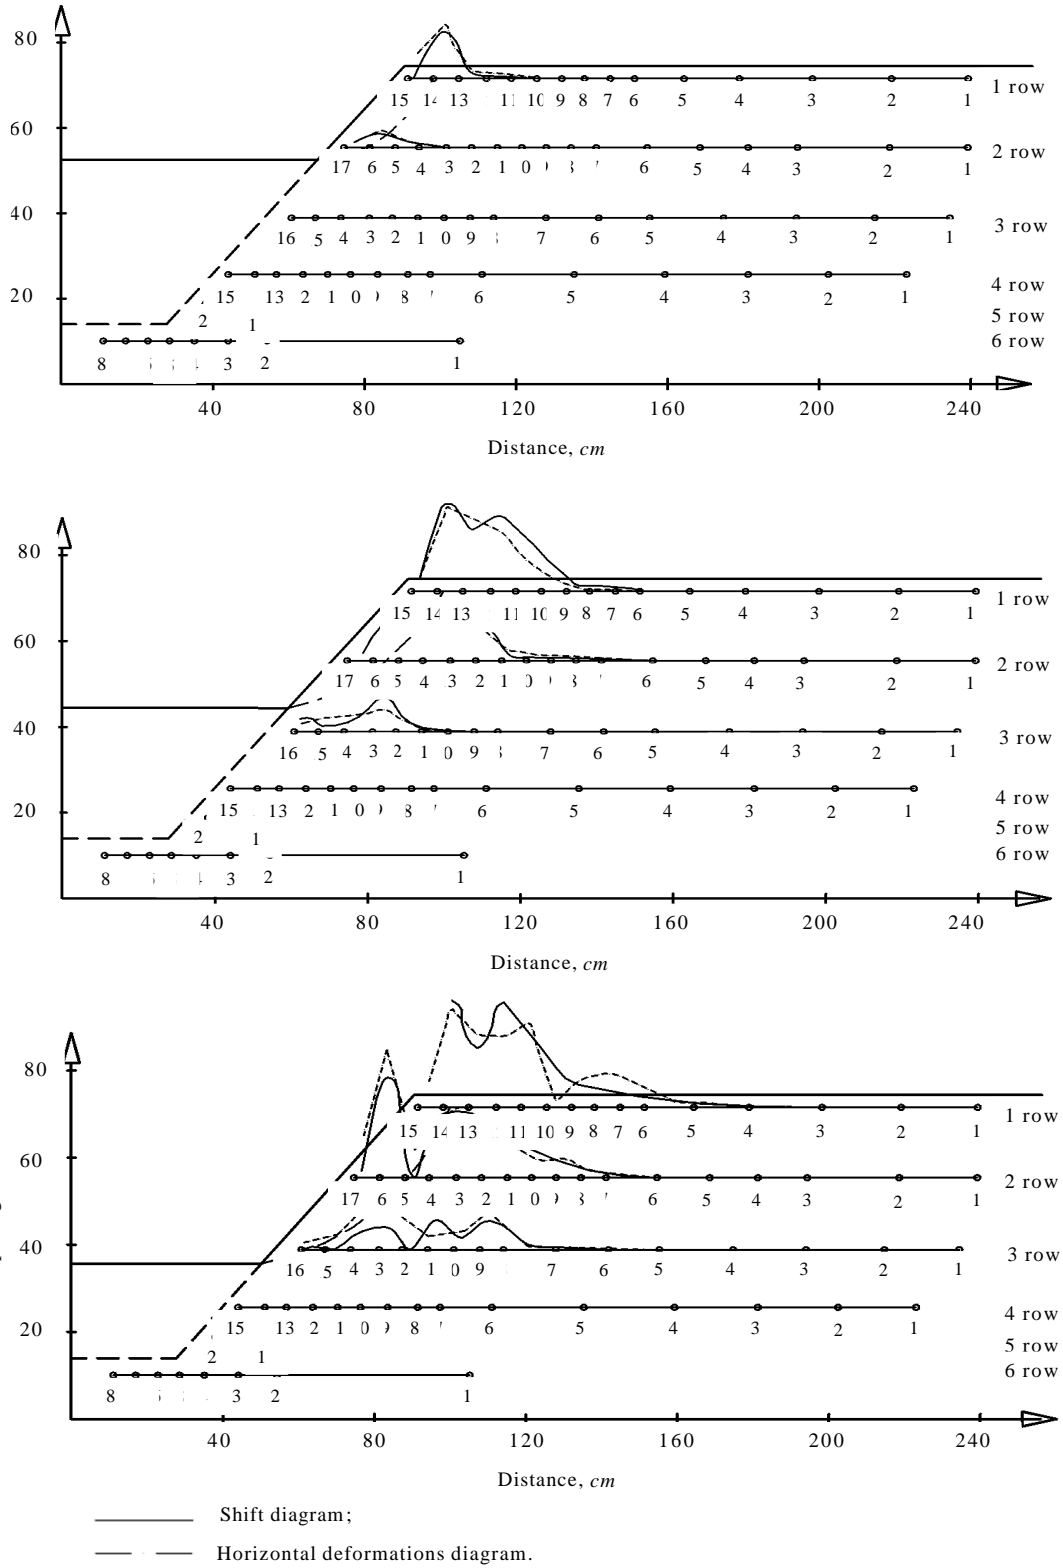 80
15 14 13 11 10 9 8 7 6 5 4 3 2 1 1 row
60
17 6 5 4 3 2 1 0 4 3 2 1 2 row
40
16 5 4 3 2 1 0 9 7 6 5 4 3 2 1 3 row
15 13 2 1 0 8 6 5 4 3 2 1 4 row
20
2 1 5 row
6 row
8 3 2 1
40 80 120 160 200 240
Distance, cm
80
15 14 13 11 10 9 8 7 6 5 4 3 2 1 1 row
60
17 6 5 4 3 2 1 0 6 5 4 3 2 1 2 row
40
16 5 4 3 2 1 0 9 7 6 5 4 3 2 1 3 row
15 13 2 1 0 9 8 6 5 4 3 2 1 4 row
20
2 1 5 row
6 row
8 3 2 1
40 80 120 160 200 240
Distance, cm
80
15 14 13 11 10 9 8 7 6 5 4 3 2 1 1 row
60
17 6 5 4 3 2 1 0 9 6 5 4 3 2 1 2 row
40
16 5 4 3 2 1 0 9 7 6 5 4 3 2 1 3 row
15 13 2 1 0 9 8 6 5 4 3 2 1 4 row
20
2 1 5 row
6 row
8 3 2 1
40 80 120 160 200 240
Distance, cm
Shift diagram;
Horizontal deformations diagram.